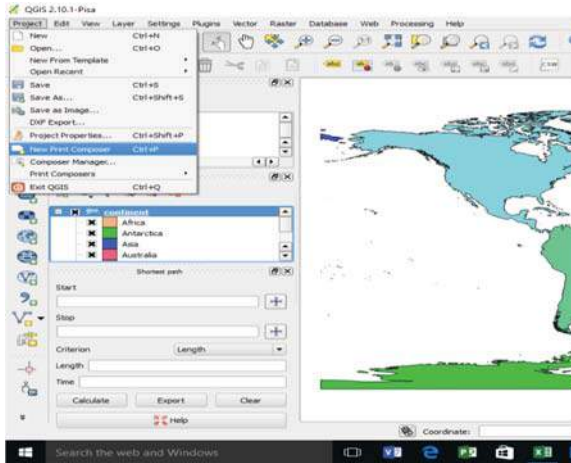 QGIS 2.10.1-Pisa
Project Edit View Layer Settings Plugins Vector Raster Database Web Processing Help
New Ctrl+N
Open... Ctrl+O
New From Template
Open Recent
Save Ctrl+S
Save As... Ctrl+Shift+S
Save as Image...
DXF Export...
Project Properties... Ctrl+Shift+P
New Print Composer Ctrl+P
Composer Manager...
Print Composers
Exit QGIS Ctrl+Q
continent
Africa
Antarctica
Asia
Australia
Shortest path
Start
Stop
Criterion Length
Length
Time
Calculate Export Clear
Help
Coordinate:
Search the web and Windows